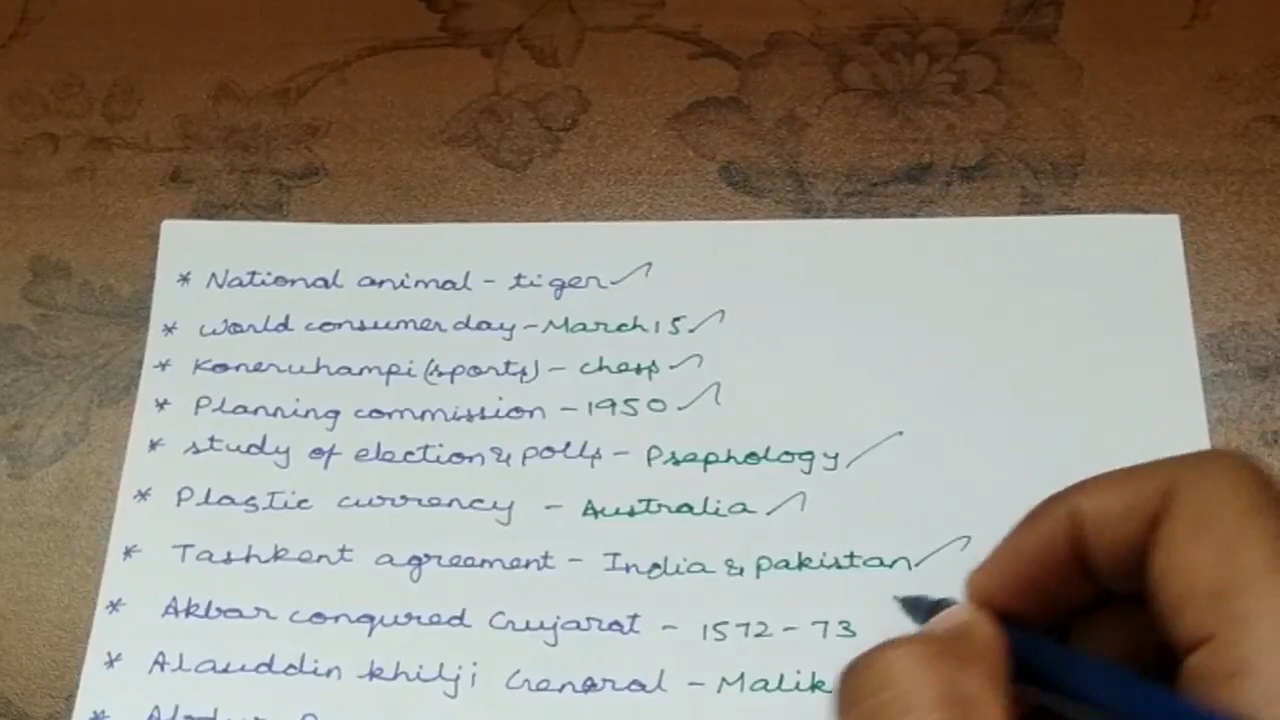 * National animal - tiger
* World consumer day - March 15
* Koneruhampi (sports) - chess
* Planning commission - 1950
* study of election & polls - Psephology
* Plastic currency - Australia
* Tashkent agreement - India & pakistan
* Akbar conqured Gujarat - 1572 - 73
* Alauddin khilji General - Malik
*